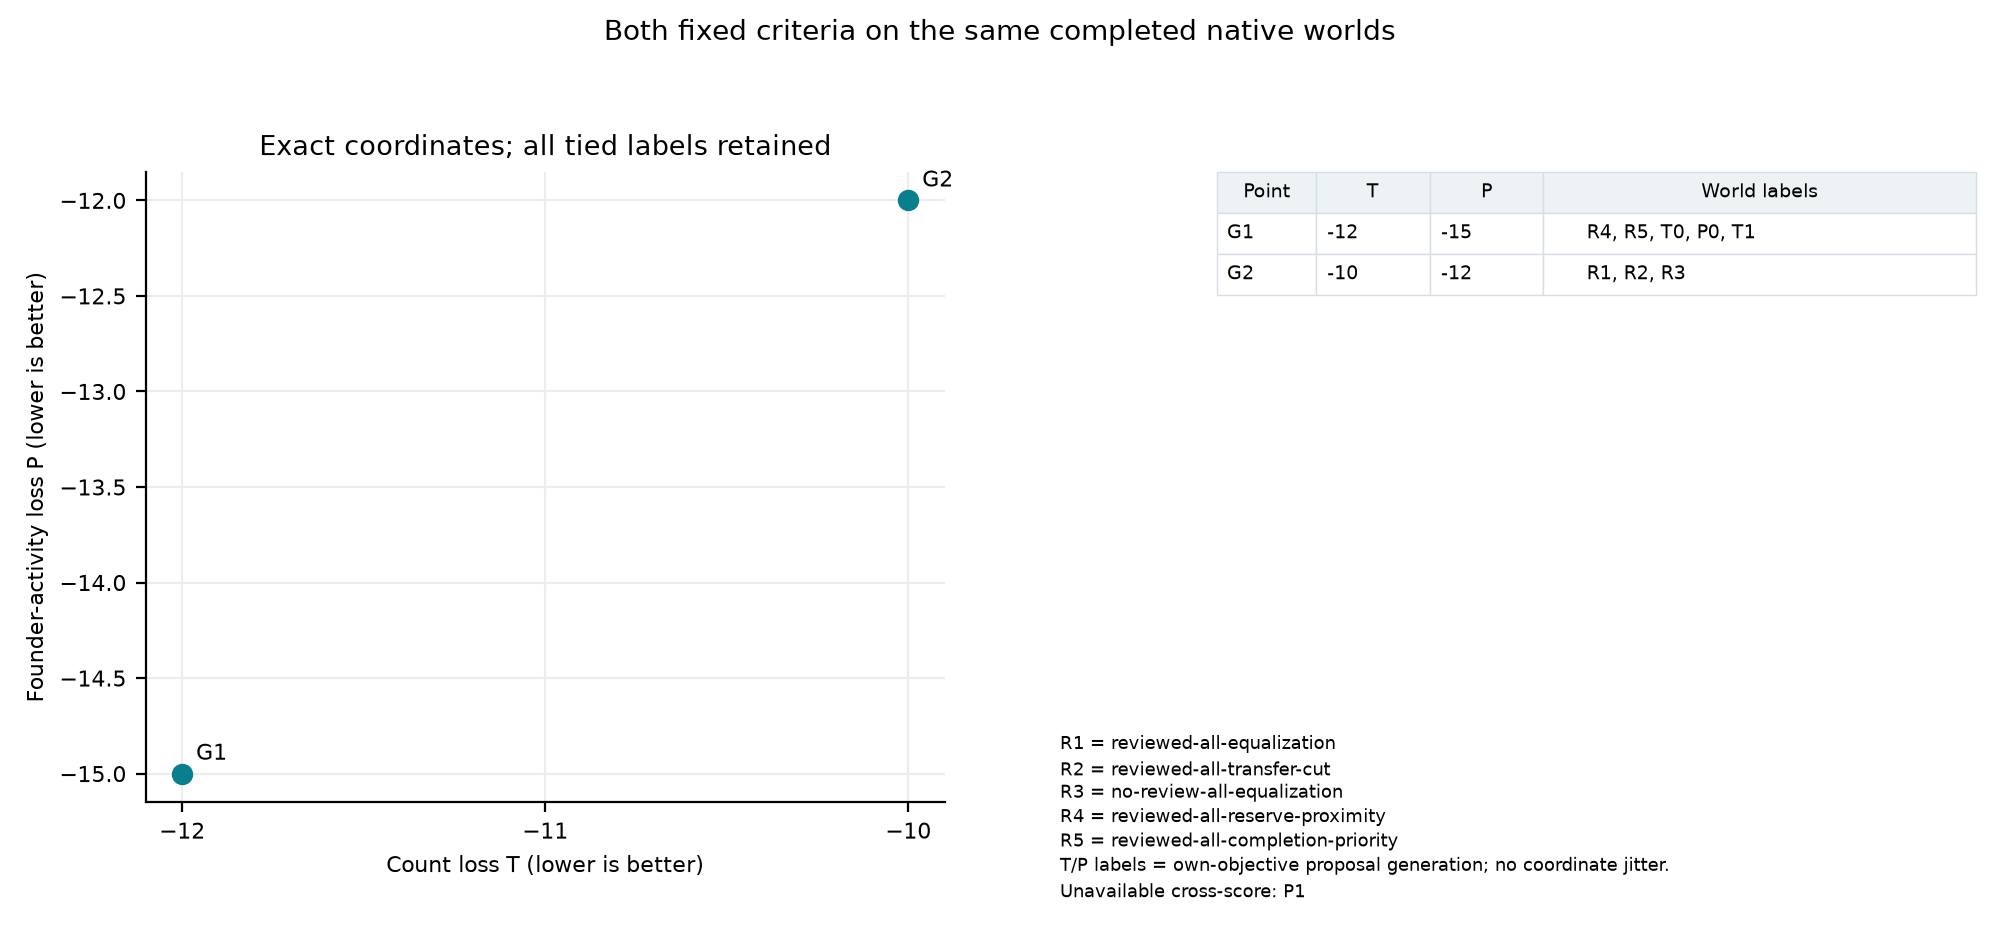 Both fixed criteria on the same completed native worlds
Exact coordinates; all tied labels retained
G2
−12.0
−12.5
−13.0
−13.5
−14.0
−14.5
−15.0
G1
Founder-activity loss P (lower is better)
−12
−11
−10
Count loss T (lower is better)
Point T P World labels
G1 -12 -15 R4, R5, T0, P0, T1
G2 -10 -12 R1, R2, R3
R1 = reviewed-all-equalization
R2 = reviewed-all-transfer-cut
R3 = no-review-all-equalization
R4 = reviewed-all-reserve-proximity
R5 = reviewed-all-completion-priority
T/P labels = own-objective proposal generation; no coordinate jitter.
Unavailable cross-score: P1